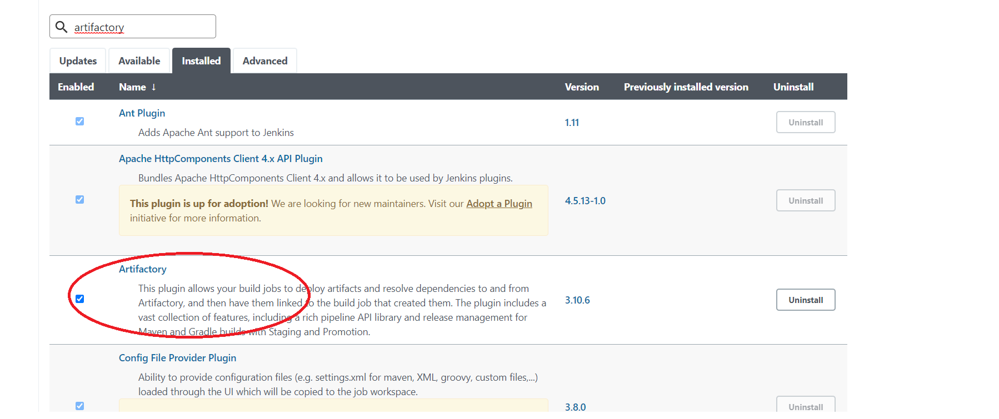 artifactory
Updates Available Installed Advanced
Enabled Name ↓ Version Previously installed version Uninstall
Ant Plugin
Adds Apache Ant support to Jenkins
1.11
Uninstall
Apache HttpComponents Client 4.x API Plugin
Bundles Apache HttpComponents Client 4.x and allows it to be used by Jenkins plugins.
This plugin is up for adoption! We are looking for new maintainers. Visit our Adopt a Plugin
initiative for more information.
4.5.13-1.0
Uninstall
Artifactory
This plugin allows your build jobs to deploy artifacts and resolve dependencies to and from
Artifactory, and then have them linked to the build job that created them. The plugin includes a
vast collection of features, including a rich pipeline API library and release management for
Maven and Gradle builds with Staging and Promotion.
3.10.6
Uninstall
Config File Provider Plugin
Ability to provide configuration files (e.g. settings.xml for maven, XML, groovy, custom files,...)
loaded through the UI which will be copied to the job workspace.
3.8.0
Uninstall